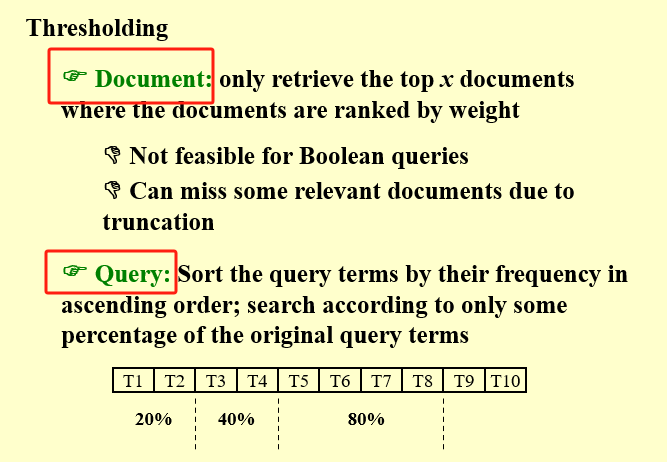 Thresholding
☞ Document: only retrieve the top x documents
where the documents are ranked by weight
👎 Not feasible for Boolean queries
👎 Can miss some relevant documents due to
truncation
☞ Query: Sort the query terms by their frequency in
ascending order; search according to only some
percentage of the original query terms
T1 T2 T3 T4 T5 T6 T7 T8 T9 T10
20% 40% 80%